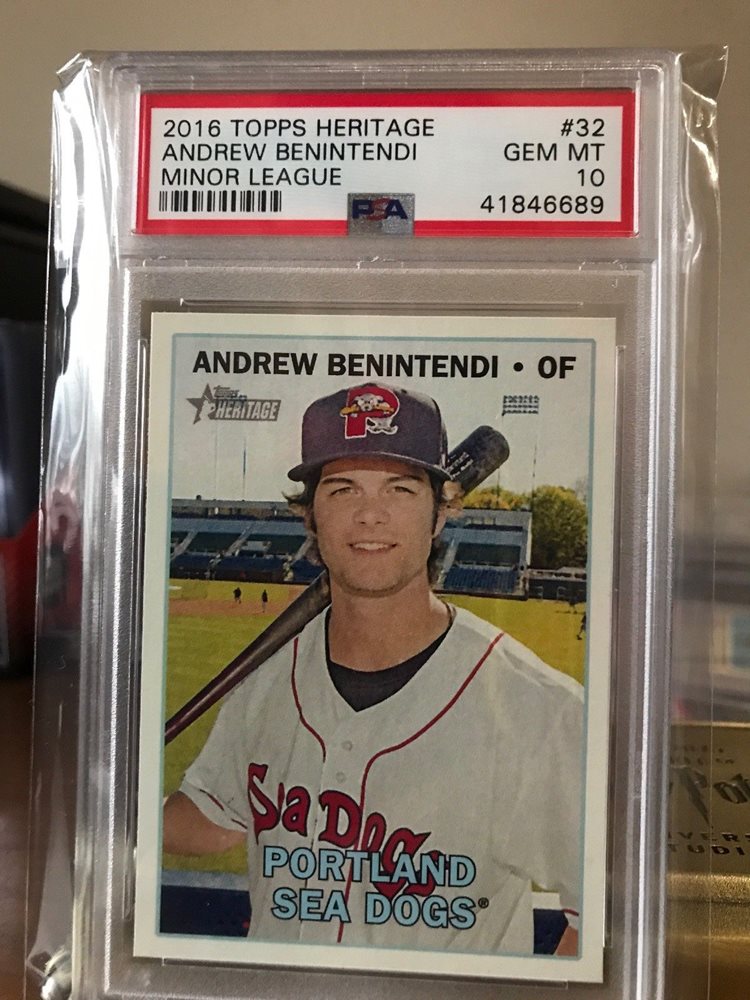 2016 TOPPS HERITAGE #32
ANDREW BENINTENDI GEM MT
MINOR LEAGUE 10
PSA 41846689
ANDREW BENINTENDI • OF
Topps
HERITAGE
P
Sea Dogs
PORTLAND
SEA DOGS®